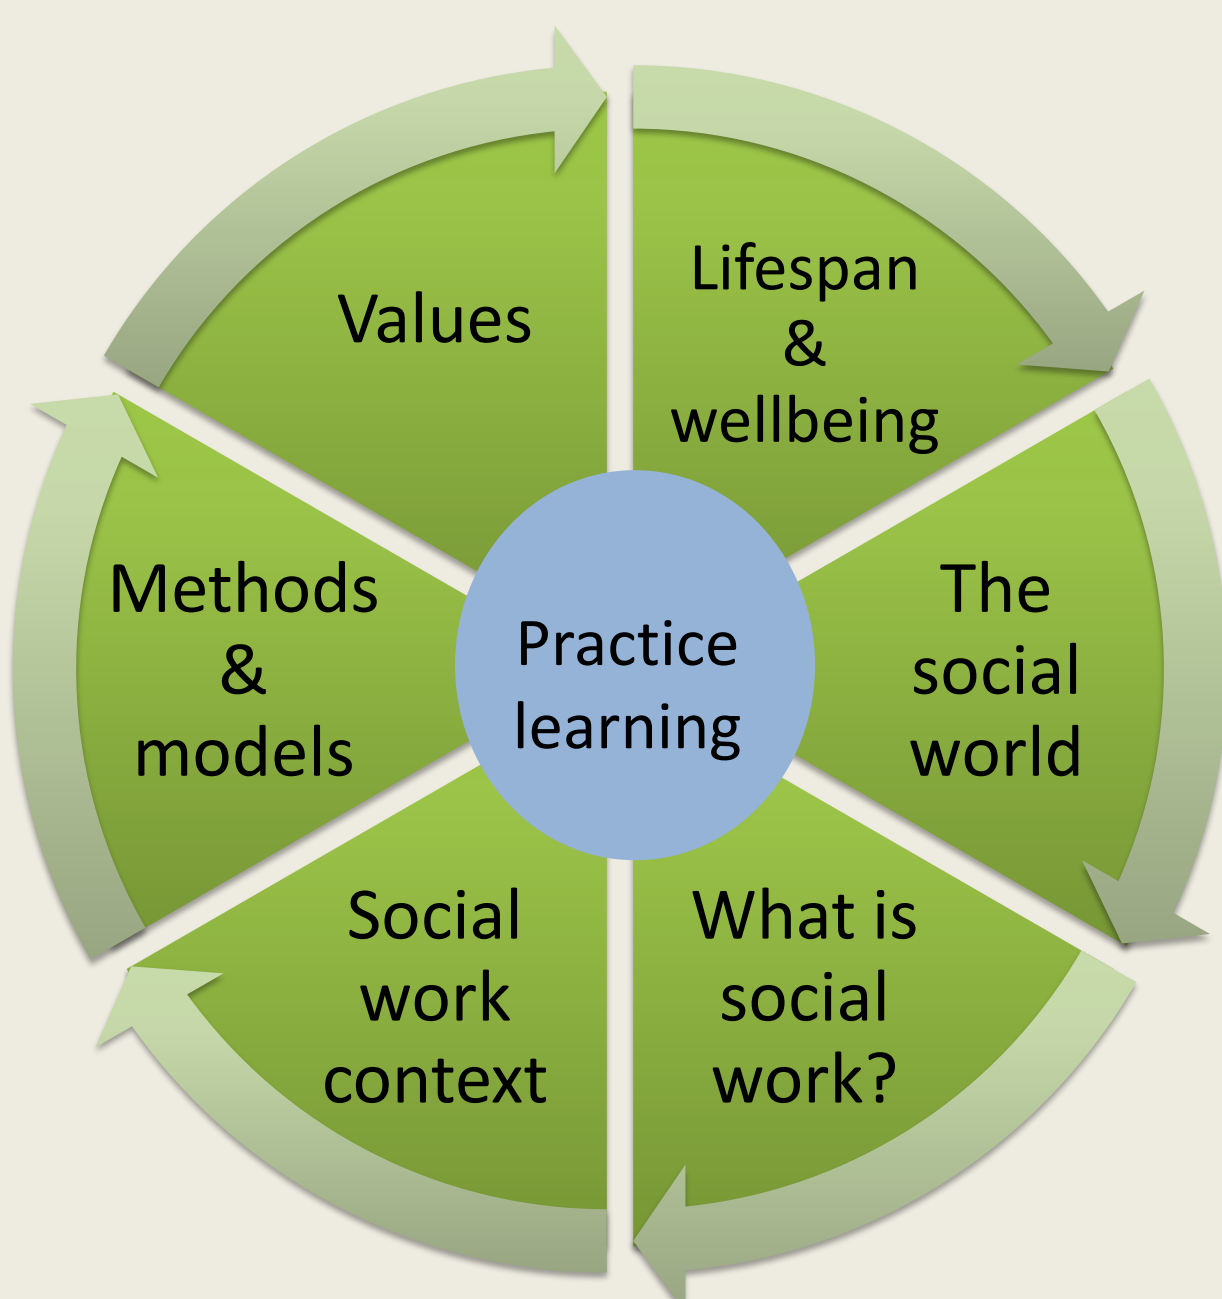 Values
Lifespan
&
wellbeing
Methods
&
models
Practice
learning
The
social
world
Social
work
context
What is
social
work?